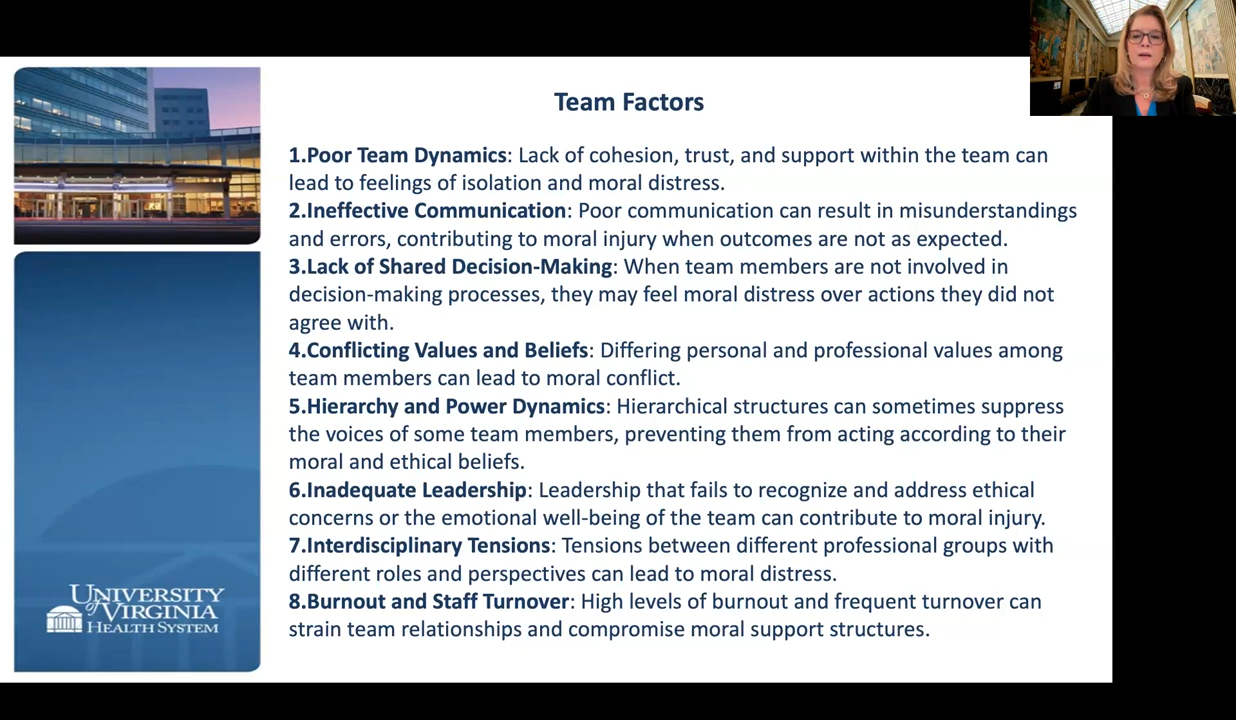 Team Factors
1.Poor Team Dynamics: Lack of cohesion, trust, and support within the team can
lead to feelings of isolation and moral distress.
2.Ineffective Communication: Poor communication can result in misunderstandings
and errors, contributing to moral injury when outcomes are not as expected.
3.Lack of Shared Decision-Making: When team members are not involved in
decision-making processes, they may feel moral distress over actions they did not
agree with.
4.Conflicting Values and Beliefs: Differing personal and professional values among
team members can lead to moral conflict.
5.Hierarchy and Power Dynamics: Hierarchical structures can sometimes suppress
the voices of some team members, preventing them from acting according to their
moral and ethical beliefs.
6.Inadequate Leadership: Leadership that fails to recognize and address ethical
concerns or the emotional well-being of the team can contribute to moral injury.
7.Interdisciplinary Tensions: Tensions between different professional groups with
different roles and perspectives can lead to moral distress.
8.Burnout and Staff Turnover: High levels of burnout and frequent turnover can
strain team relationships and compromise moral support structures.
UNIVERSITY
of VIRGINIA
HEALTH SYSTEM